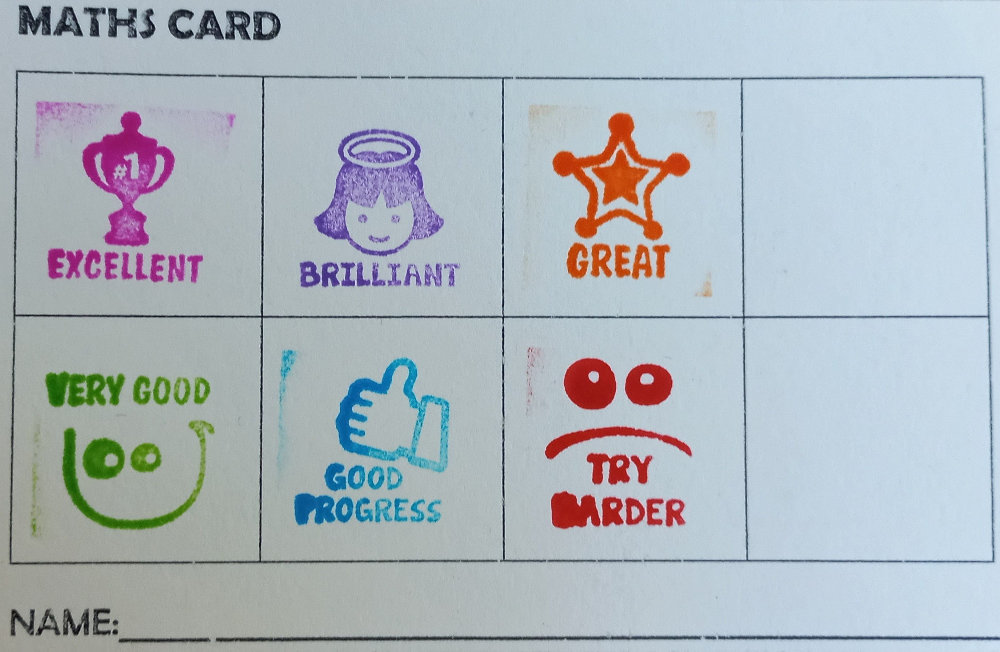 MATHS CARD
#1
EXCELLENT
BRILLIANT
GREAT
VERY GOOD
GOOD
PROGRESS
TRY
HARDER
NAME: